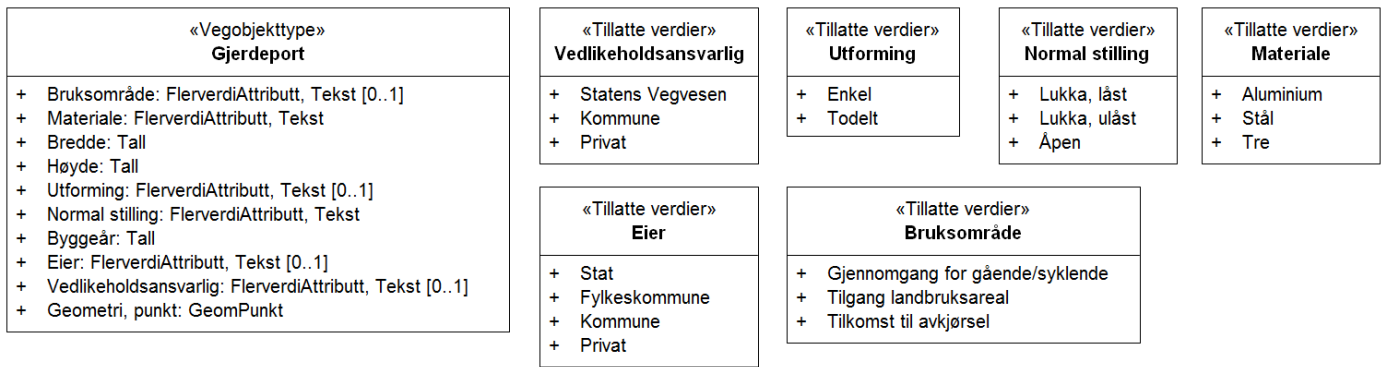 «Vegobjekttype»
Gjerdeport
+ Bruksområde: FlerverdiAttributt, Tekst [0..1]
+ Materiale: FlerverdiAttributt, Tekst
+ Bredde: Tall
+ Høyde: Tall
+ Utforming: FlerverdiAttributt, Tekst [0..1]
+ Normal stilling: FlerverdiAttributt, Tekst
+ Byggeår: Tall
+ Eier: FlerverdiAttributt, Tekst [0..1]
+ Vedlikeholdsansvarlig: FlerverdiAttributt, Tekst [0..1]
+ Geometri, punkt: GeomPunkt
«Tillatte verdier»
Vedlikeholdsansvarlig
+ Statens Vegvesen
+ Kommune
+ Privat
«Tillatte verdier»
Utforming
+ Enkel
+ Todelt
«Tillatte verdier»
Normal stilling
+ Lukka, låst
+ Lukka, ulåst
+ Åpen
«Tillatte verdier»
Materiale
+ Aluminium
+ Stål
+ Tre
«Tillatte verdier»
Eier
+ Stat
+ Fylkeskommune
+ Kommune
+ Privat
«Tillatte verdier»
Bruksområde
+ Gjennomgang for gående/syklende
+ Tilgang landbruksareal
+ Tilkomst til avkjørsel